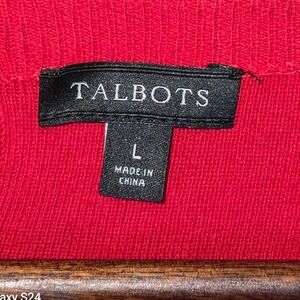 TALBOTS
L
MADE IN
CHINA
axy S24